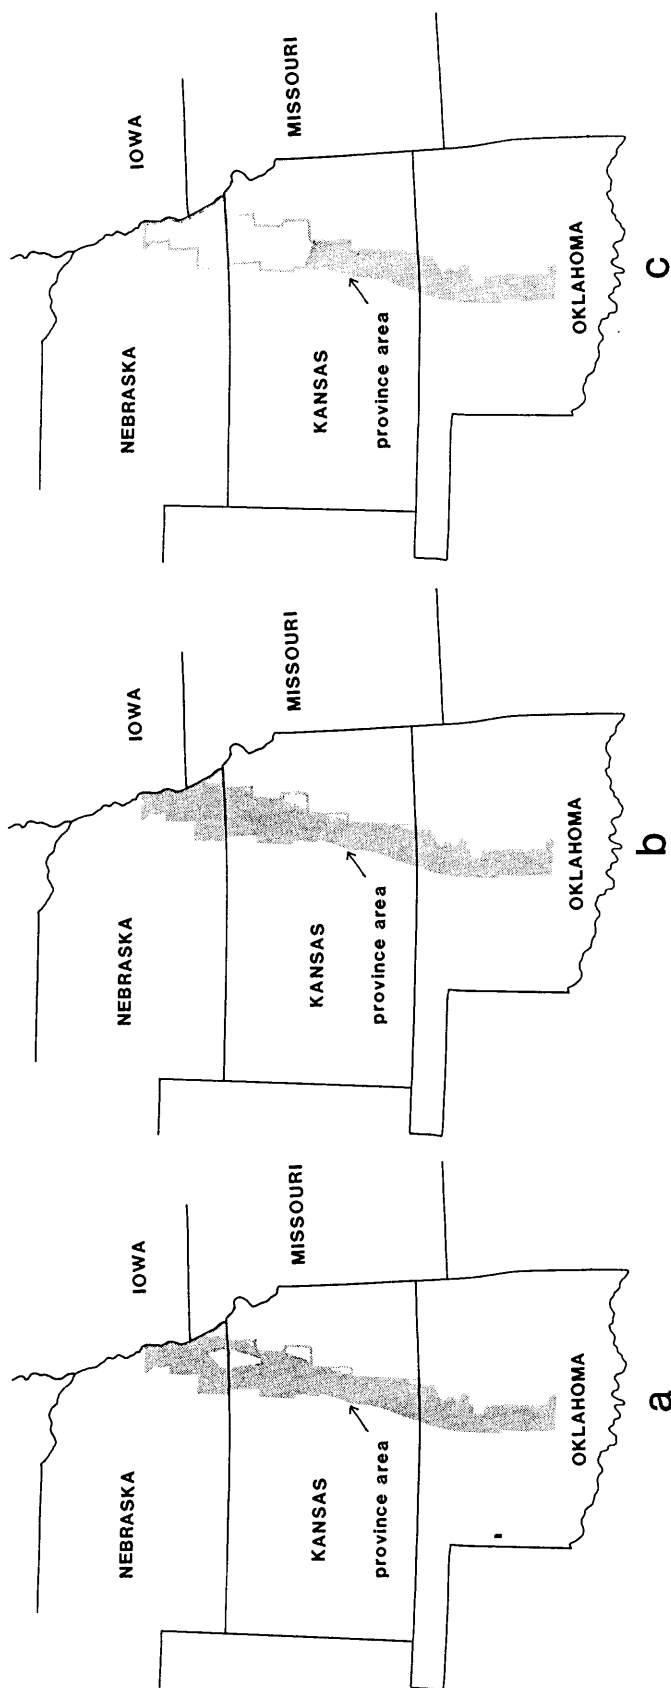 NEBRASKA
IOWA
KANSAS
MISSOURI
province area
OKLAHOMA
a
NEBRASKA
IOWA
KANSAS
MISSOURI
province area
OKLAHOMA
b
NEBRASKA
IOWA
KANSAS
MISSOURI
province area
OKLAHOMA
c